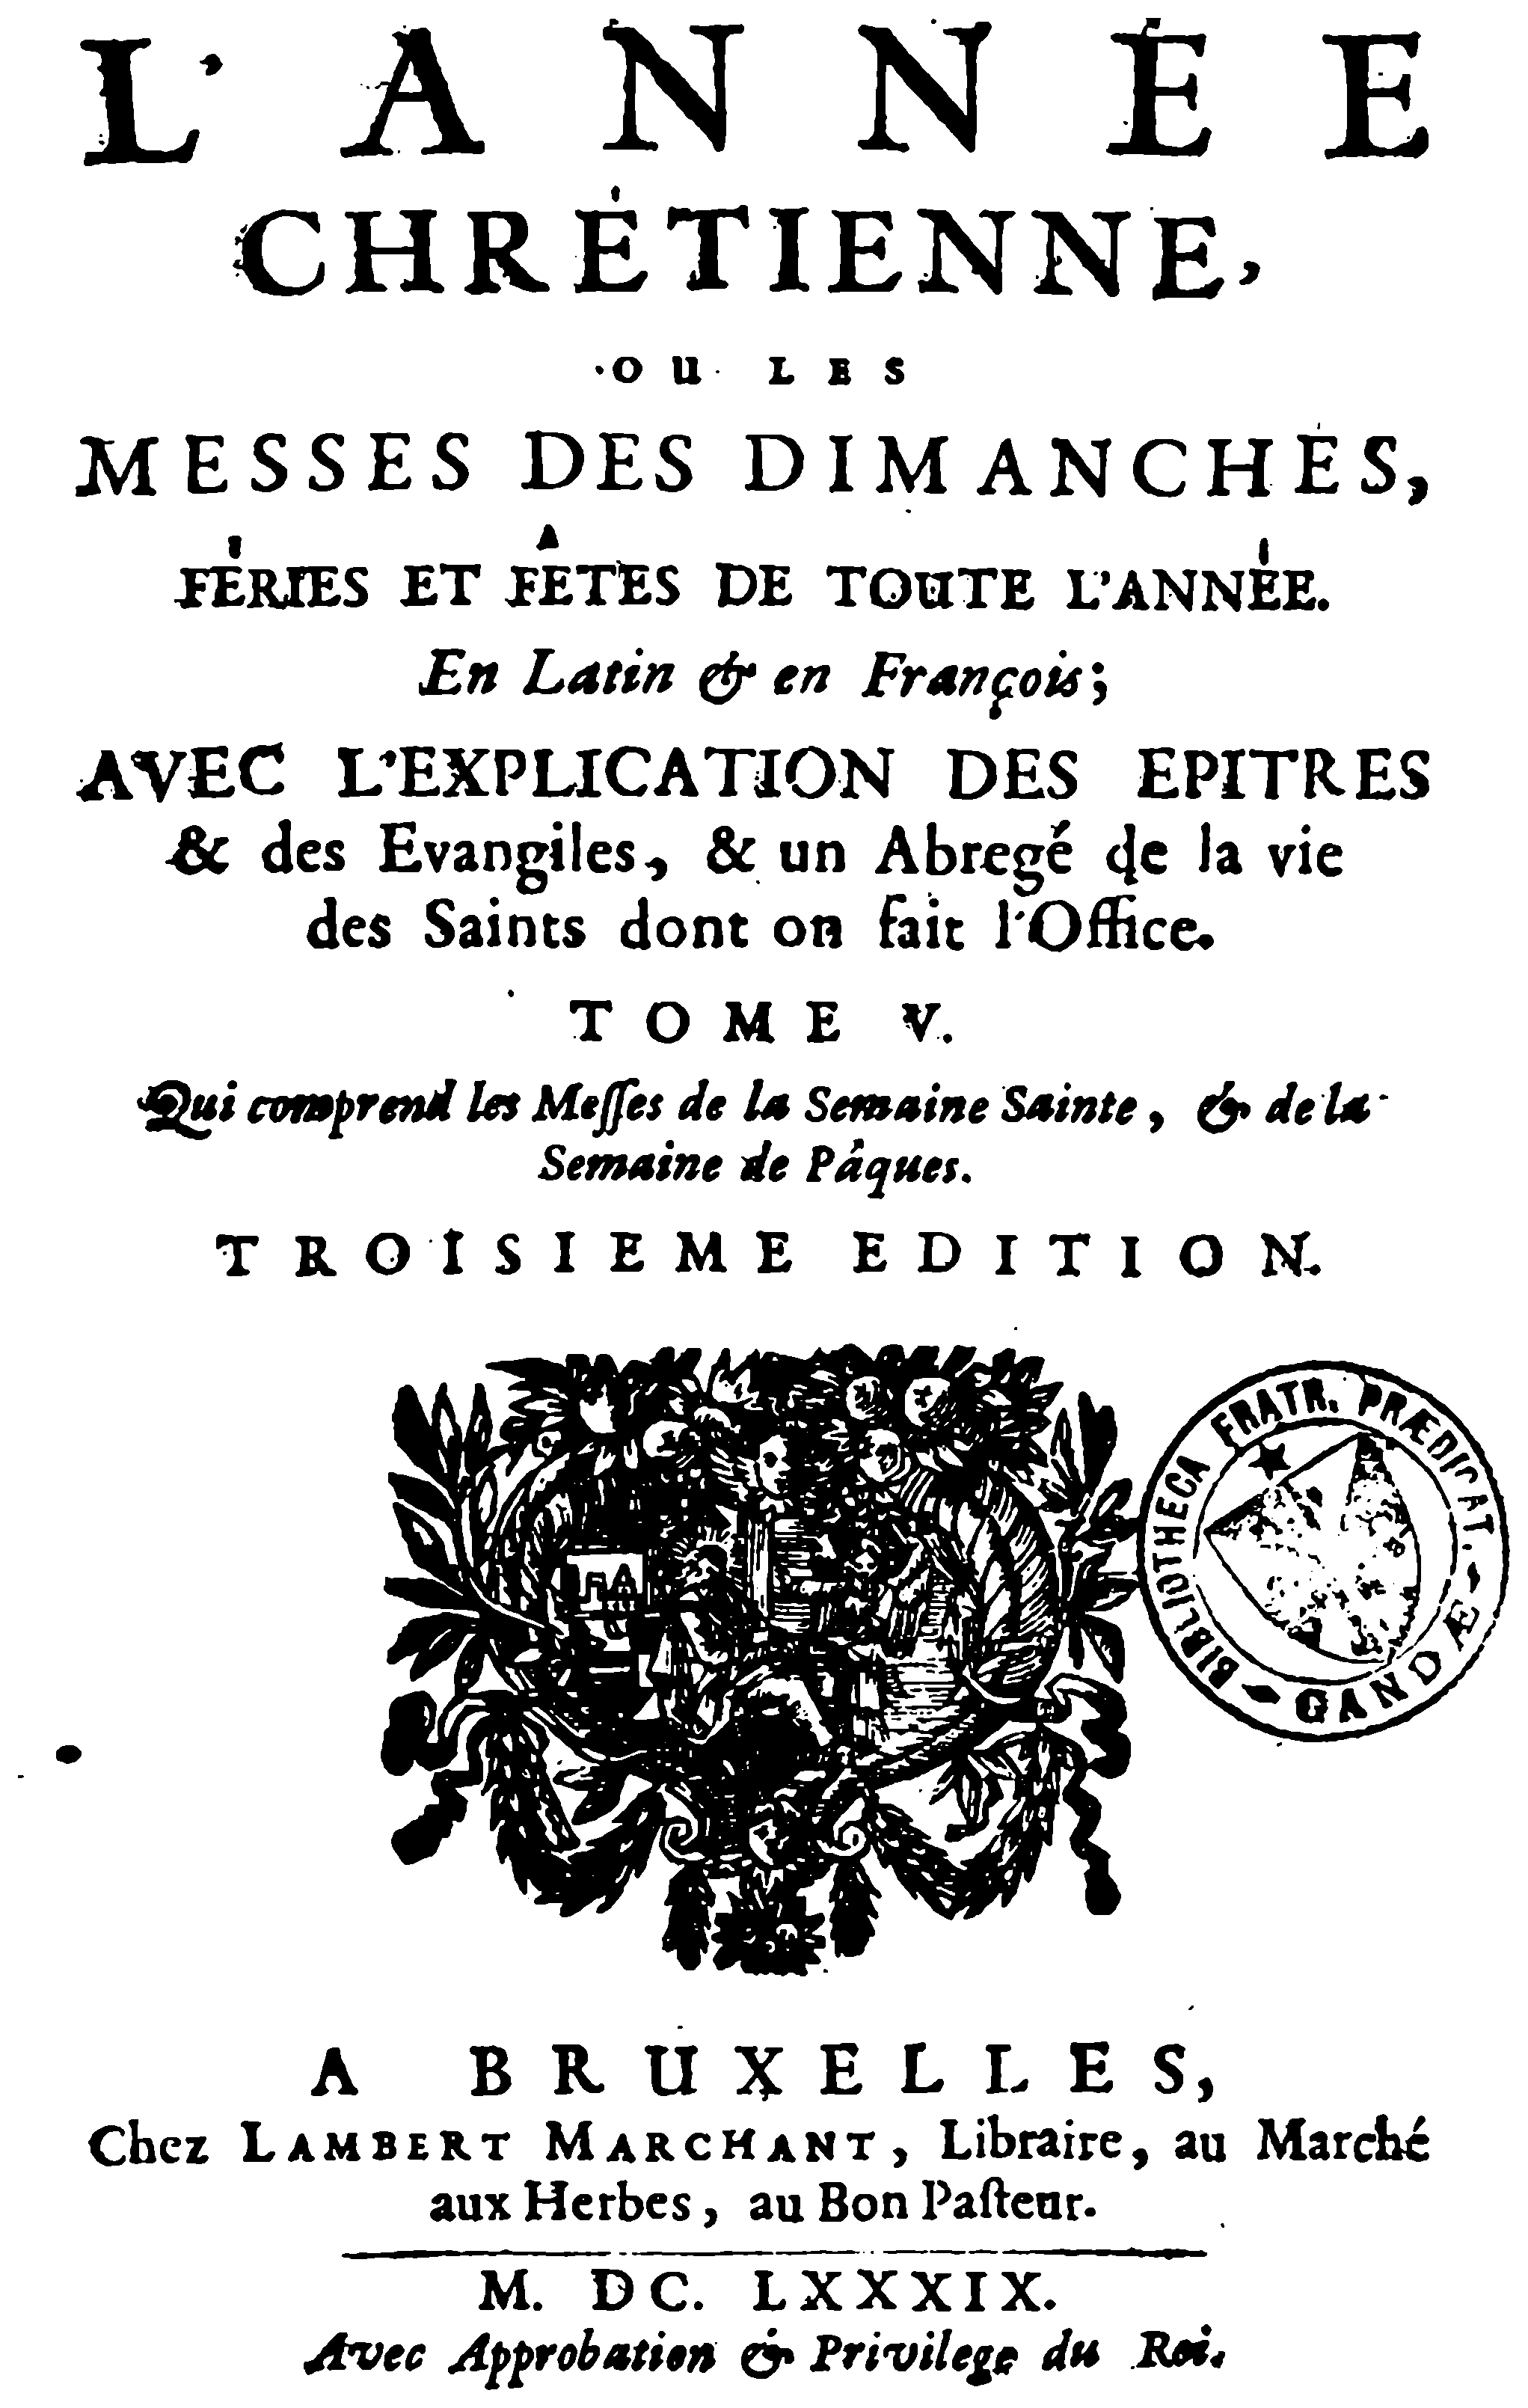 L'ANNÉE
CHRÉTIENNE,
OU LES
MESSES DES DIMANCHES,
FÉRIES ET FÊTES DE TOUTE L'ANNÉE.
En Latin & en François;
AVEC L'EXPLICATION DES EPITRES
& des Evangiles, & un Abregé de la vie
des Saints dont on fait l'Office.
TOME V.
Qui comprend les Meſſes de la Semaine Sainte, & de la
Semaine de Pâques.
TROISIEME EDITION.
BIBLIOTHECA FRATR. PRÆDICAT.
GANDÆ
A BRUXELLES,
Chez LAMBERT MARCHANT, Libraire, au Marché
aux Herbes, au Bon Paſteur.
M. DC. LXXXIX.
Avec Approbation & Privilege du Roi.